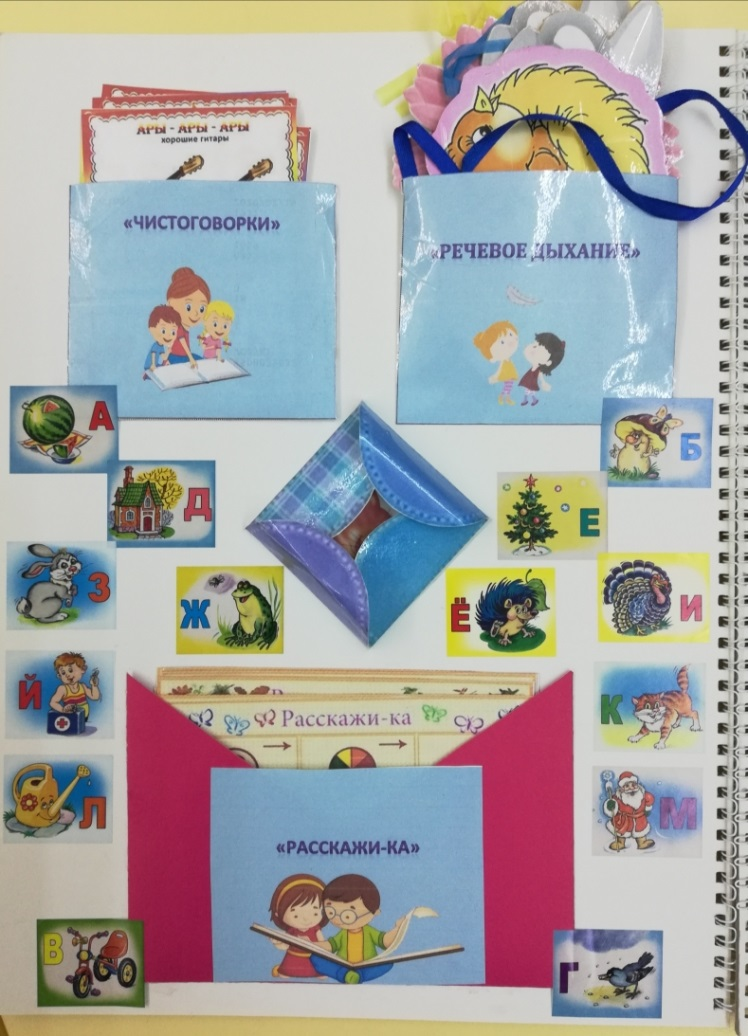 АРЫ - АРЫ - АРЫ
хорошие гитары
«ЧИСТОГОВОРКИ»
«РЕЧЕВОЕ ДЫХАНИЕ»
А
Б
Д
Е
З
Ж
Ё
И
Й
К
Расскажи-ка
Л
М
«РАССКАЖИ-КА»
В
Г